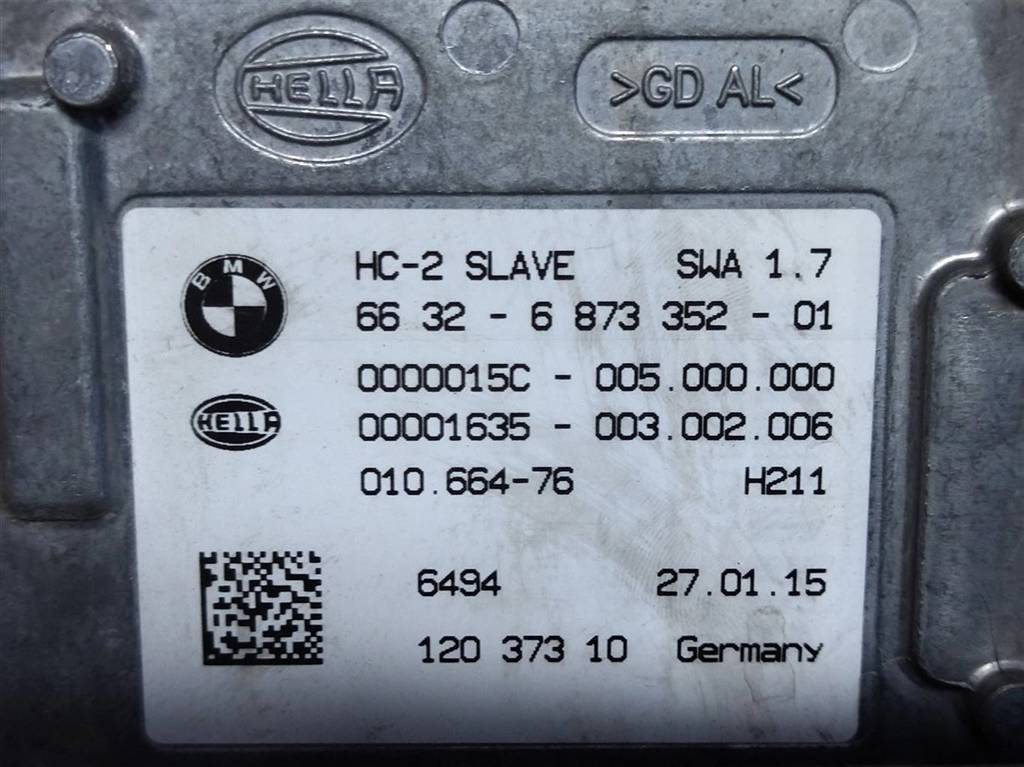 HELLA
>GD AL<
BMW
HC-2 SLAVE SWA 1.7
66 32 - 6 873 352 - 01
0000015C - 005.000.000
HELLA
00001635 - 003.002.006
010.664-76 H211
6494 27.01.15
120 373 10 Germany